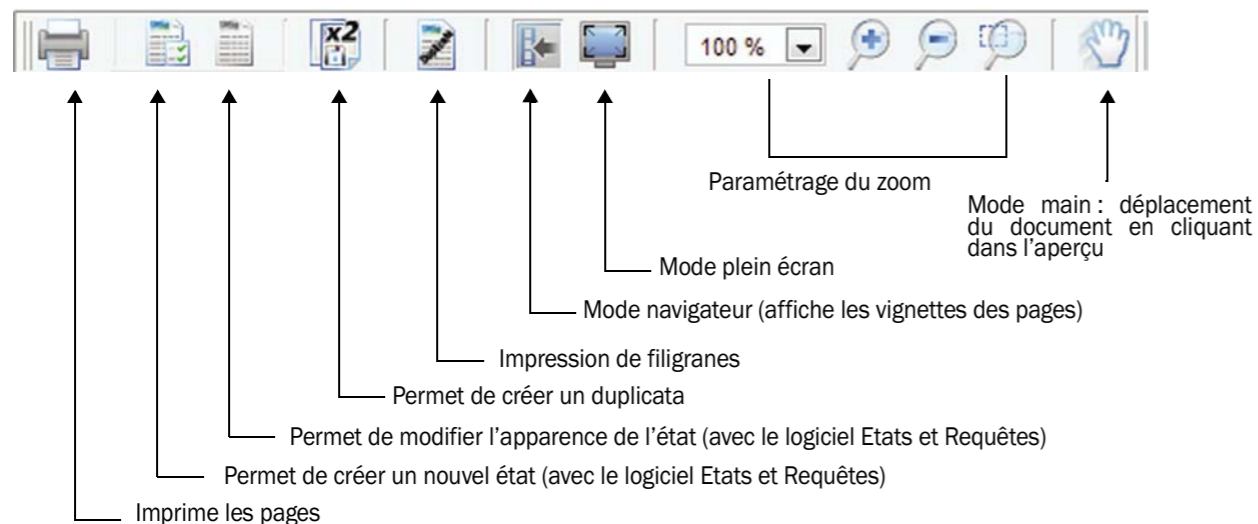 x2
100 %
Paramétrage du zoom
Mode main : déplacement
du document en cliquant
dans l'aperçu
Mode plein écran
Mode navigateur (affiche les vignettes des pages)
Impression de filigranes
Permet de créer un duplicata
Permet de modifier l'apparence de l'état (avec le logiciel Etats et Requêtes)
Permet de créer un nouvel état (avec le logiciel Etats et Requêtes)
Imprime les pages